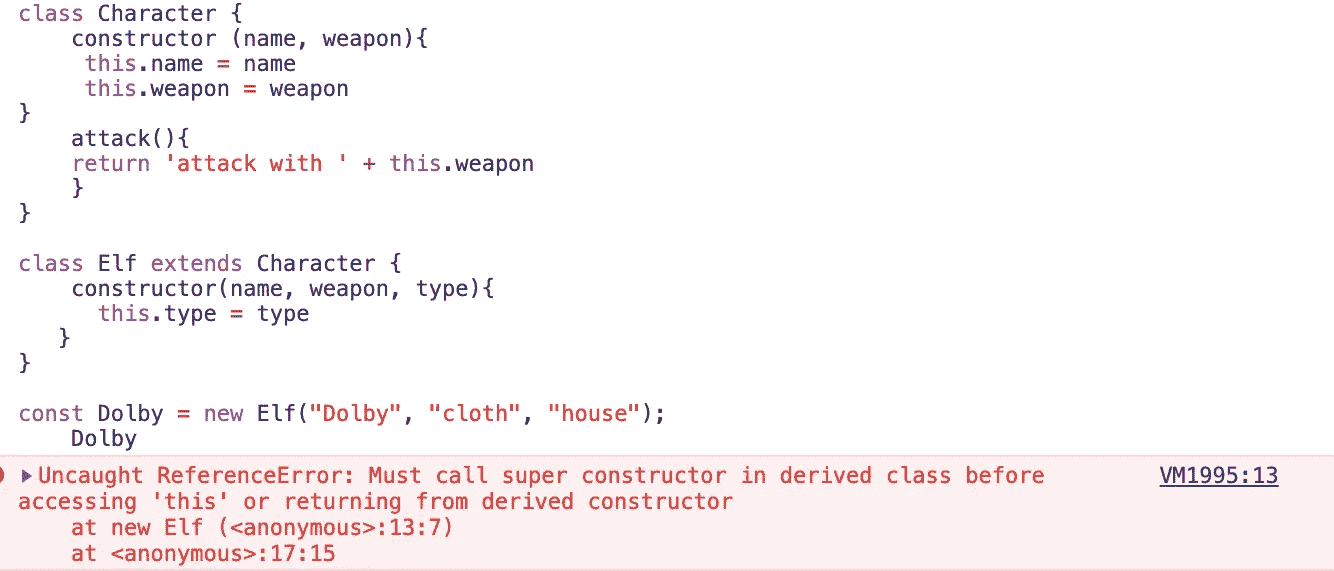 class Character {
    constructor (name, weapon){
     this.name = name
     this.weapon = weapon
}
    attack(){
    return 'attack with ' + this.weapon
    }
}

class Elf extends Character {
    constructor(name, weapon, type){
      this.type = type
   }
}

const Dolby = new Elf("Dolby", "cloth", "house");
    Dolby
▶Uncaught ReferenceError: Must call super constructor in derived class before VM1995:13
accessing 'this' or returning from derived constructor
    at new Elf (<anonymous>:13:7)
    at <anonymous>:17:15